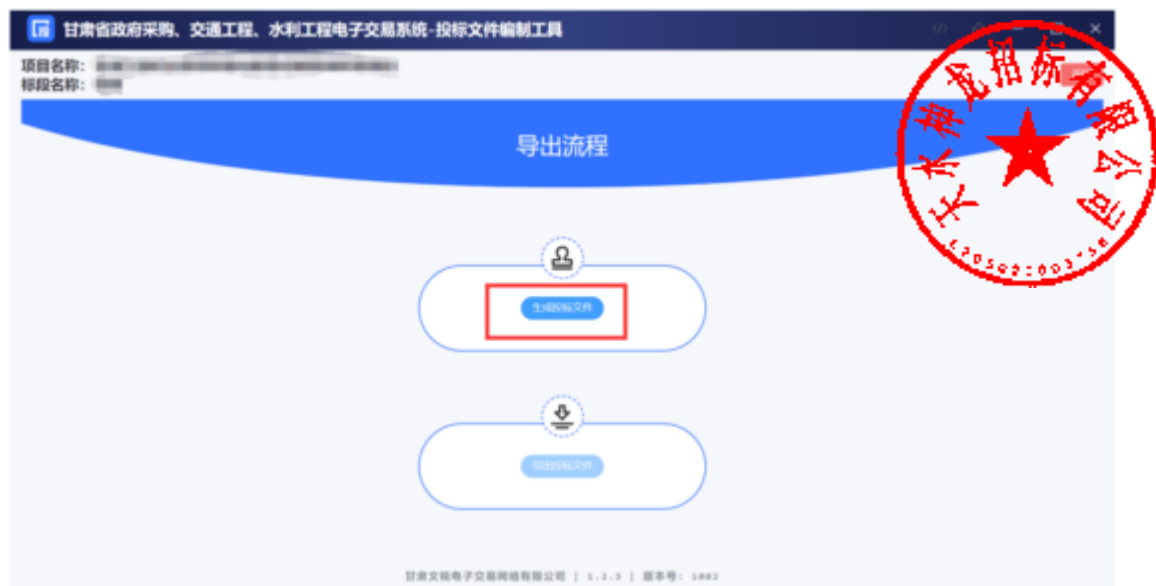 甘肃省政府采购、交通工程、水利工程电子交易系统-投标文件编制工具
项目名称：
标段名称：
导出流程
生成投标文件
导出投标文件
甘肃文锐电子交易网络有限公司 | 1.2.3 | 版本号: 1002
天水翔龙招标有限公司